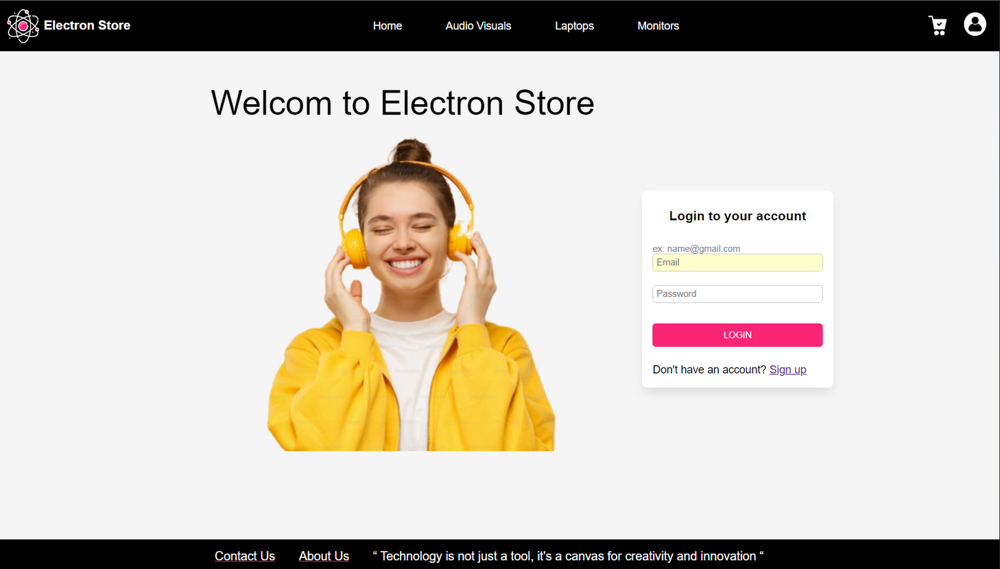 Electron Store
Home
Audio Visuals
Laptops
Monitors
Welcom to Electron Store
Login to your account
ex: name@gmail.com
Email
Password
LOGIN
Don't have an account? Sign up
Contact Us
About Us
“ Technology is not just a tool, it's a canvas for creativity and innovation “